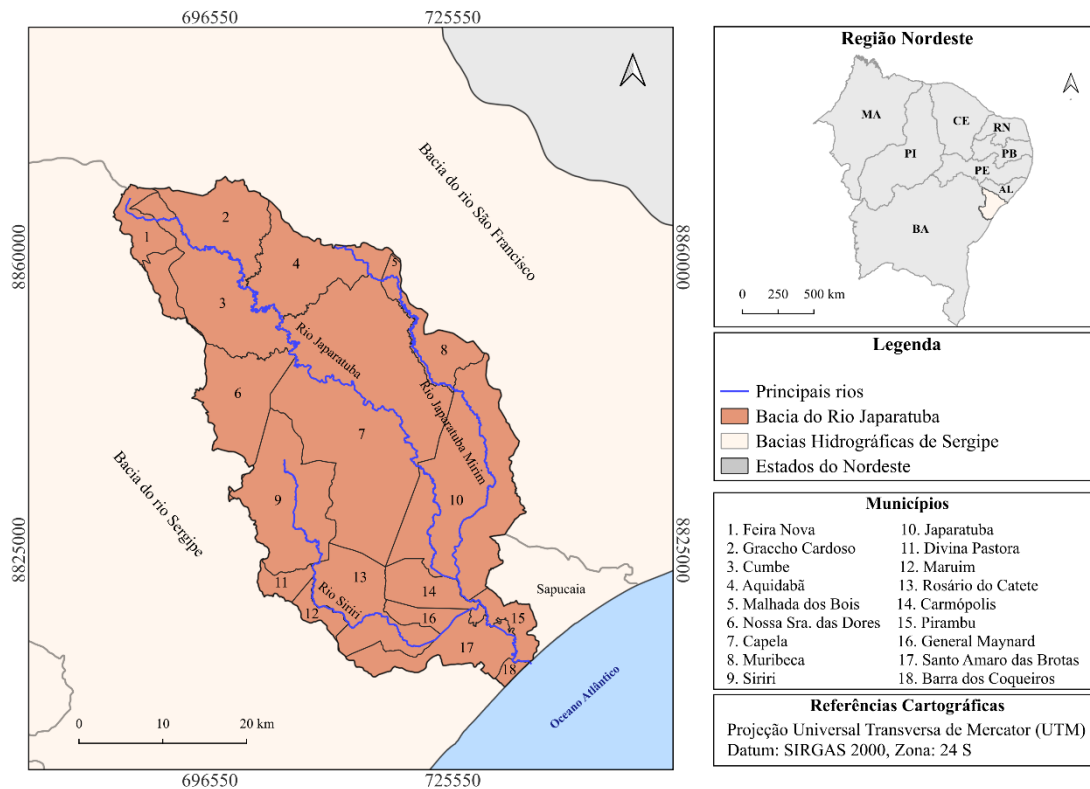 696550
725550
8860000
8825000
Bacia do rio São Francisco
1
2
3
4
5
Rio Japaratuba
8
6
Rio Japaratuba Mirim
7
Bacia do rio Sergipe
9
10
11
13
Rio Siriri
14
12
16
15
17
18
Sapucaia
Oceano Atlântico
0 10 20 km
8860000
8825000
696550
725550
Região Nordeste
MA
CE
RN
PI
PB
PE
AL
BA
0 250 500 km
Legenda
Principais rios
Bacia do Rio Japaratuba
Bacias Hidrográficas de Sergipe
Estados do Nordeste
Municípios
1. Feira Nova
2. Graccho Cardoso
3. Cumbe
4. Aquidabã
5. Malhada dos Bois
6. Nossa Sra. das Dores
7. Capela
8. Muribeca
9. Siriri
10. Japaratuba
11. Divina Pastora
12. Maruim
13. Rosário do Catete
14. Carmópolis
15. Pirambu
16. General Maynard
17. Santo Amaro das Brotas
18. Barra dos Coqueiros
Referências Cartográficas
Projeção Universal Transversa de Mercator (UTM)
Datum: SIRGAS 2000, Zona: 24 S